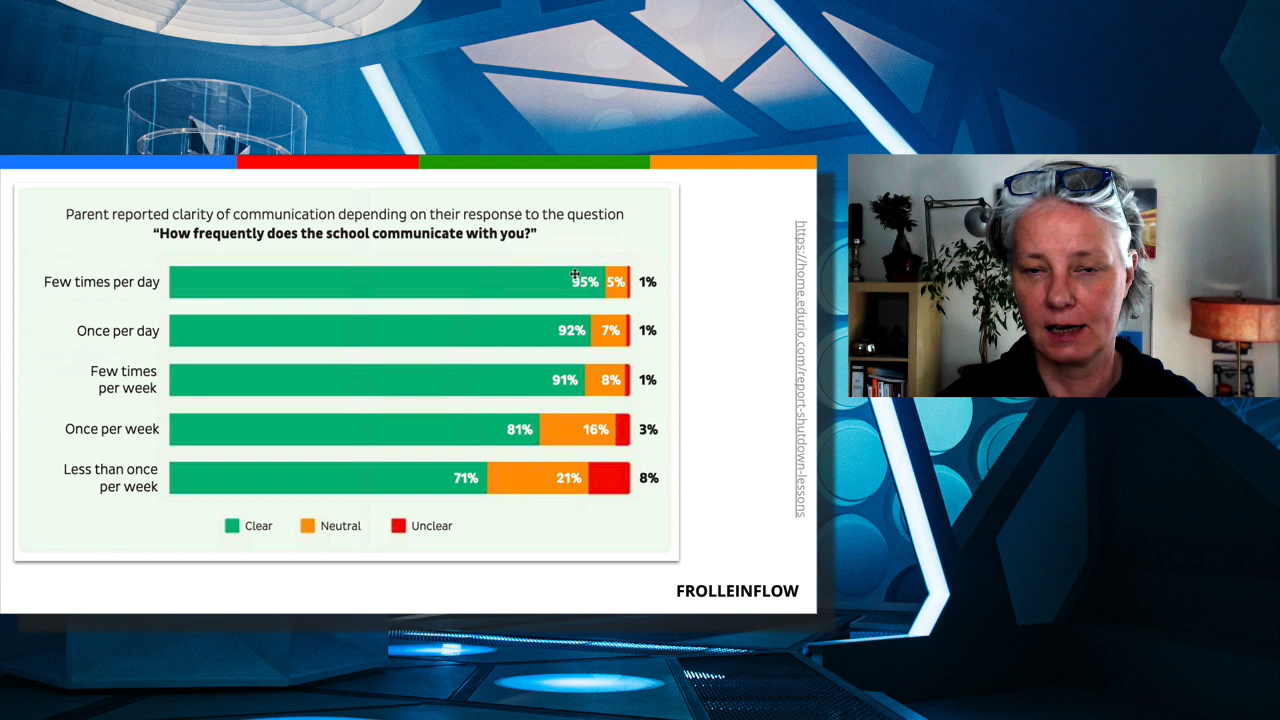 Parent reported clarity of communication depending on their response to the question
“How frequently does the school communicate with you?”
Few times per day
95%
5%
1%
Once per day
92%
7%
1%
Few times
per week
91%
8%
1%
Once per week
81%
16%
3%
Less than once
per week
71%
21%
8%
Clear
Neutral
Unclear
https://home.edurio.com/report-shutdown-lessons
FROLLEINFLOW